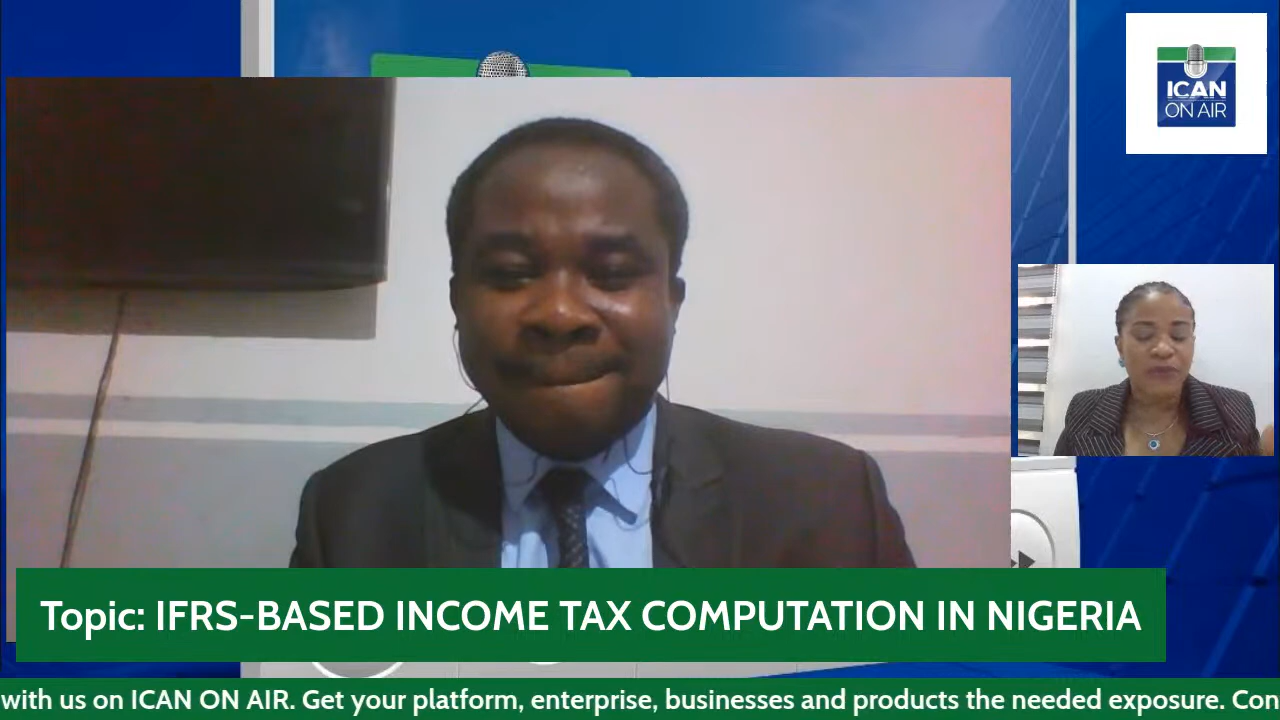 ICAN
ON AIR
Topic: IFRS-BASED INCOME TAX COMPUTATION IN NIGERIA
with us on ICAN ON AIR. Get your platform, enterprise, businesses and products the needed exposure. Con